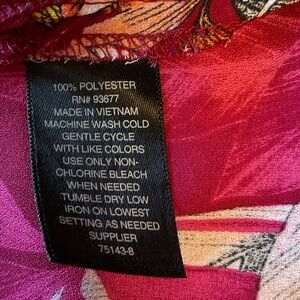 100% POLYESTER
RN# 93677
MADE IN VIETNAM
MACHINE WASH COLD
GENTLE CYCLE
WITH LIKE COLORS
USE ONLY NON-
CHLORINE BLEACH
WHEN NEEDED
TUMBLE DRY LOW
IRON ON LOWEST
SETTING AS NEEDED
SUPPLIER
75143-8